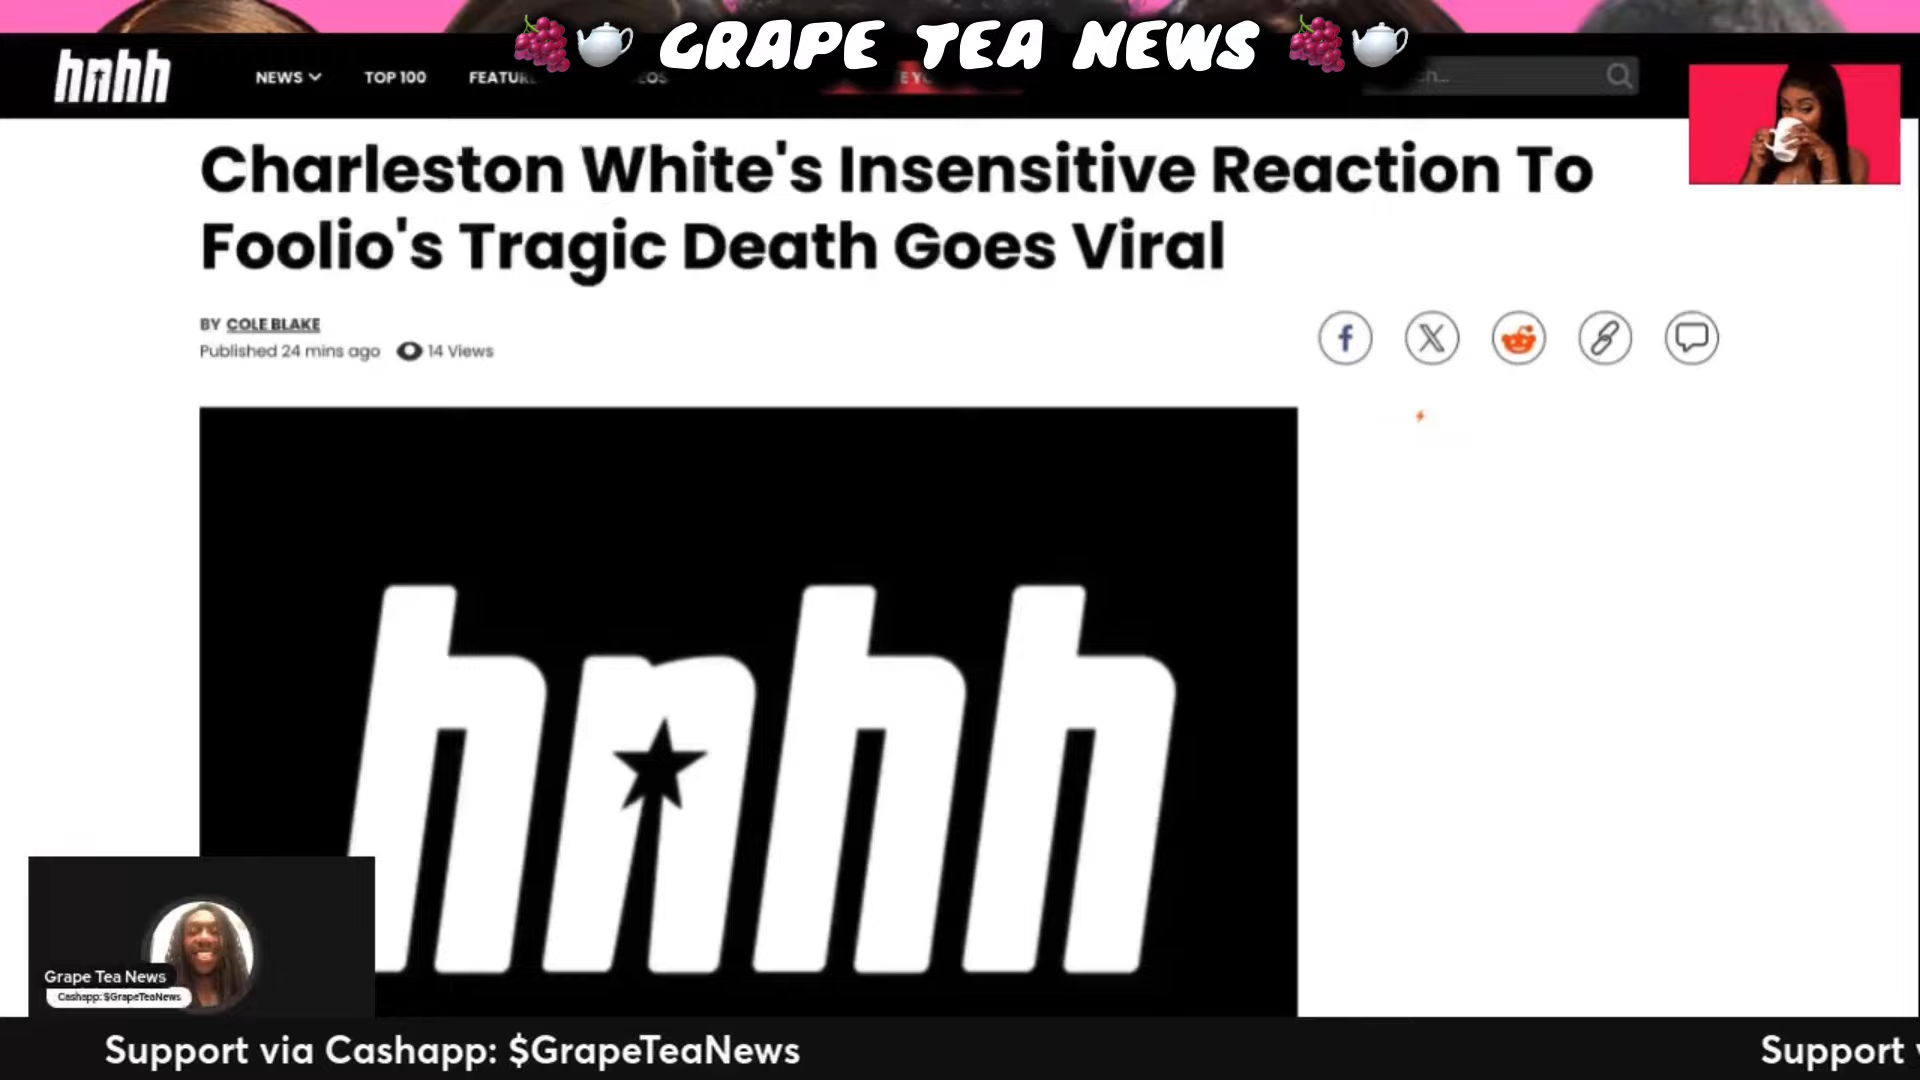 GRAPE TEA NEWS
hnhh
NEWS
TOP 100
Charleston White's Insensitive Reaction To
Foolio's Tragic Death Goes Viral
BY COLE BLAKE
Published 24 mins ago 14 Views
hnhh
Grape Tea News
Cashapp: $GrapeTeaNews
Support via Cashapp: $GrapeTeaNews
Support